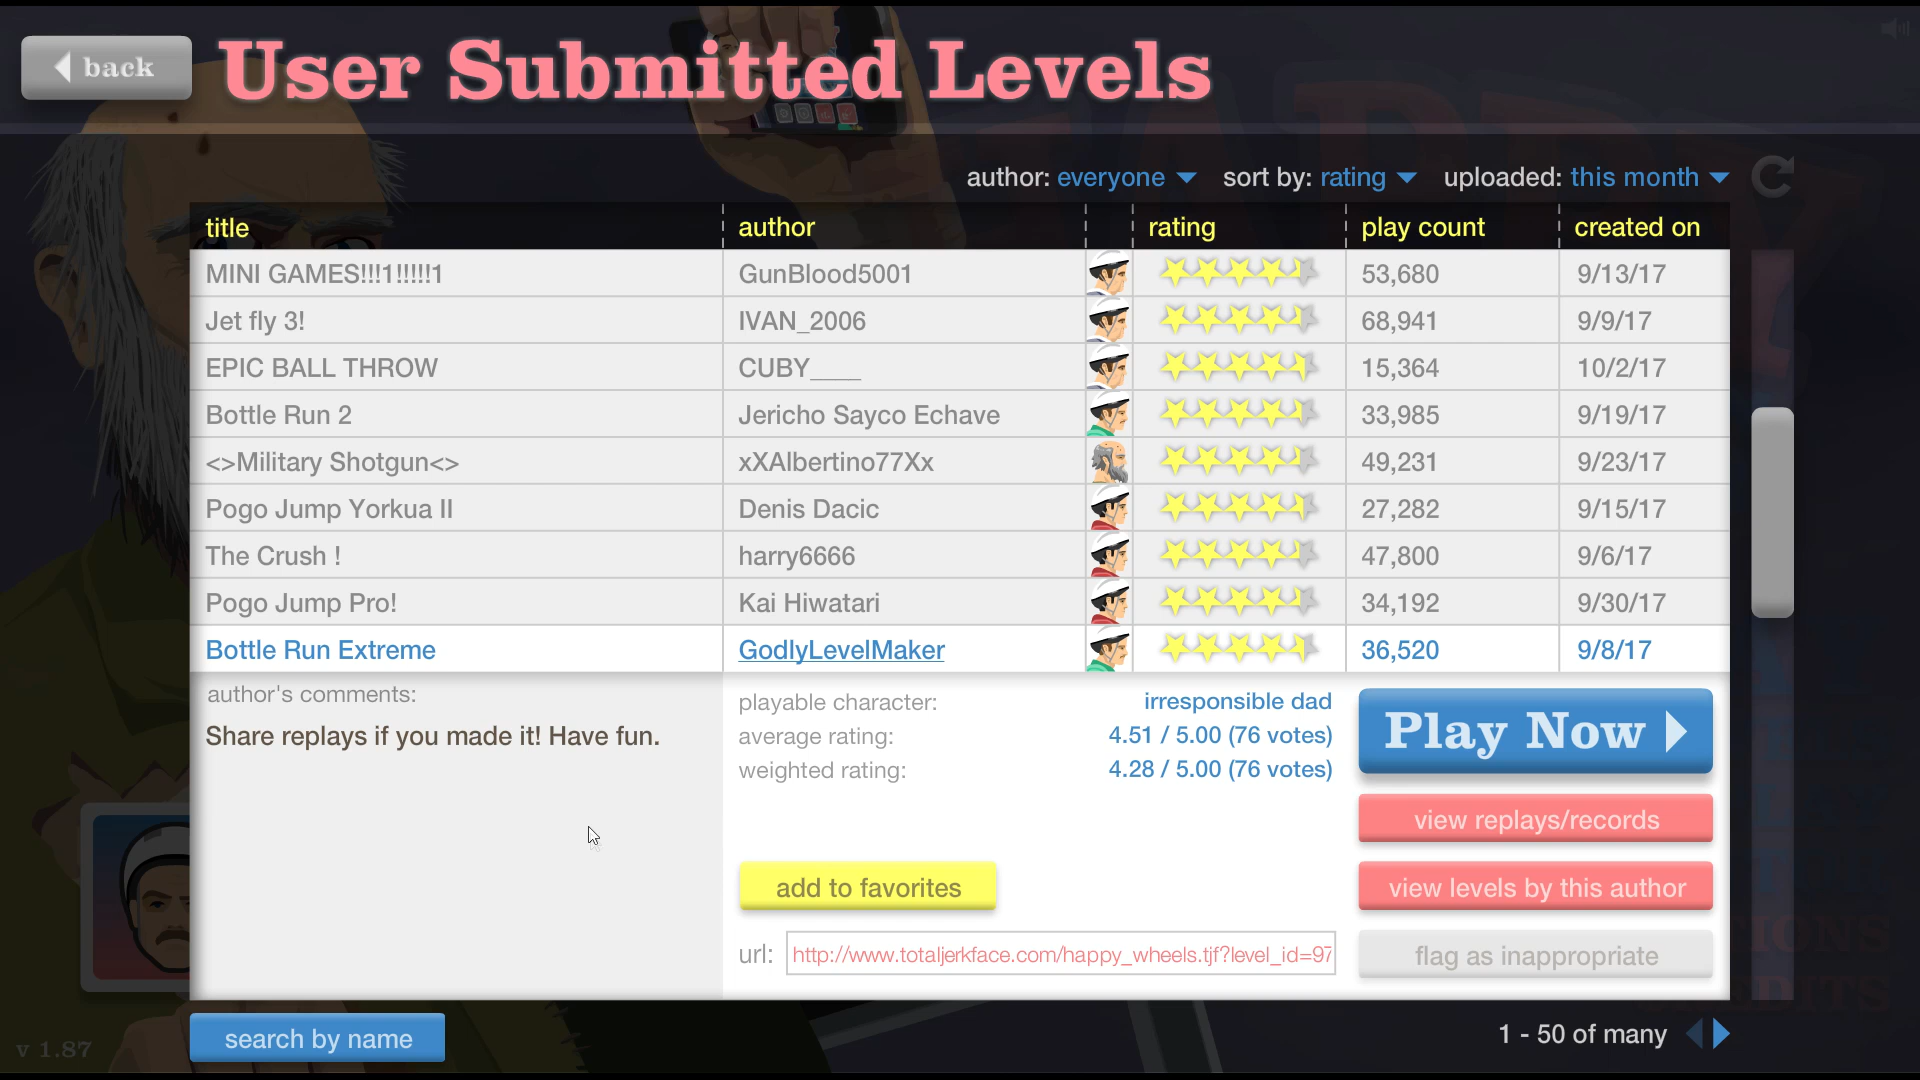 back
User Submitted Levels
author: everyone sort by: rating uploaded: this month
title author rating play count created on
MINI GAMES!!!1!!!!!1 GunBlood5001 53,680 9/13/17
Jet fly 3! IVAN_2006 68,941 9/9/17
EPIC BALL THROW CUBY____ 15,364 10/2/17
Bottle Run 2 Jericho Sayco Echave 33,985 9/19/17
<>Military Shotgun<> xXAlbertino77Xx 49,231 9/23/17
Pogo Jump Yorkua II Denis Dacic 27,282 9/15/17
The Crush ! harry6666 47,800 9/6/17
Pogo Jump Pro! Kai Hiwatari 34,192 9/30/17
Bottle Run Extreme GodlyLevelMaker 36,520 9/8/17
author's comments:
Share replays if you made it! Have fun.
playable character: irresponsible dad
average rating: 4.51 / 5.00 (76 votes)
weighted rating: 4.28 / 5.00 (76 votes)
Play Now
view replays/records
add to favorites
view levels by this author
url: http://www.totaljerkface.com/happy_wheels.tjf?level_id=97
flag as inappropriate
search by name
1 - 50 of many
v 1.87